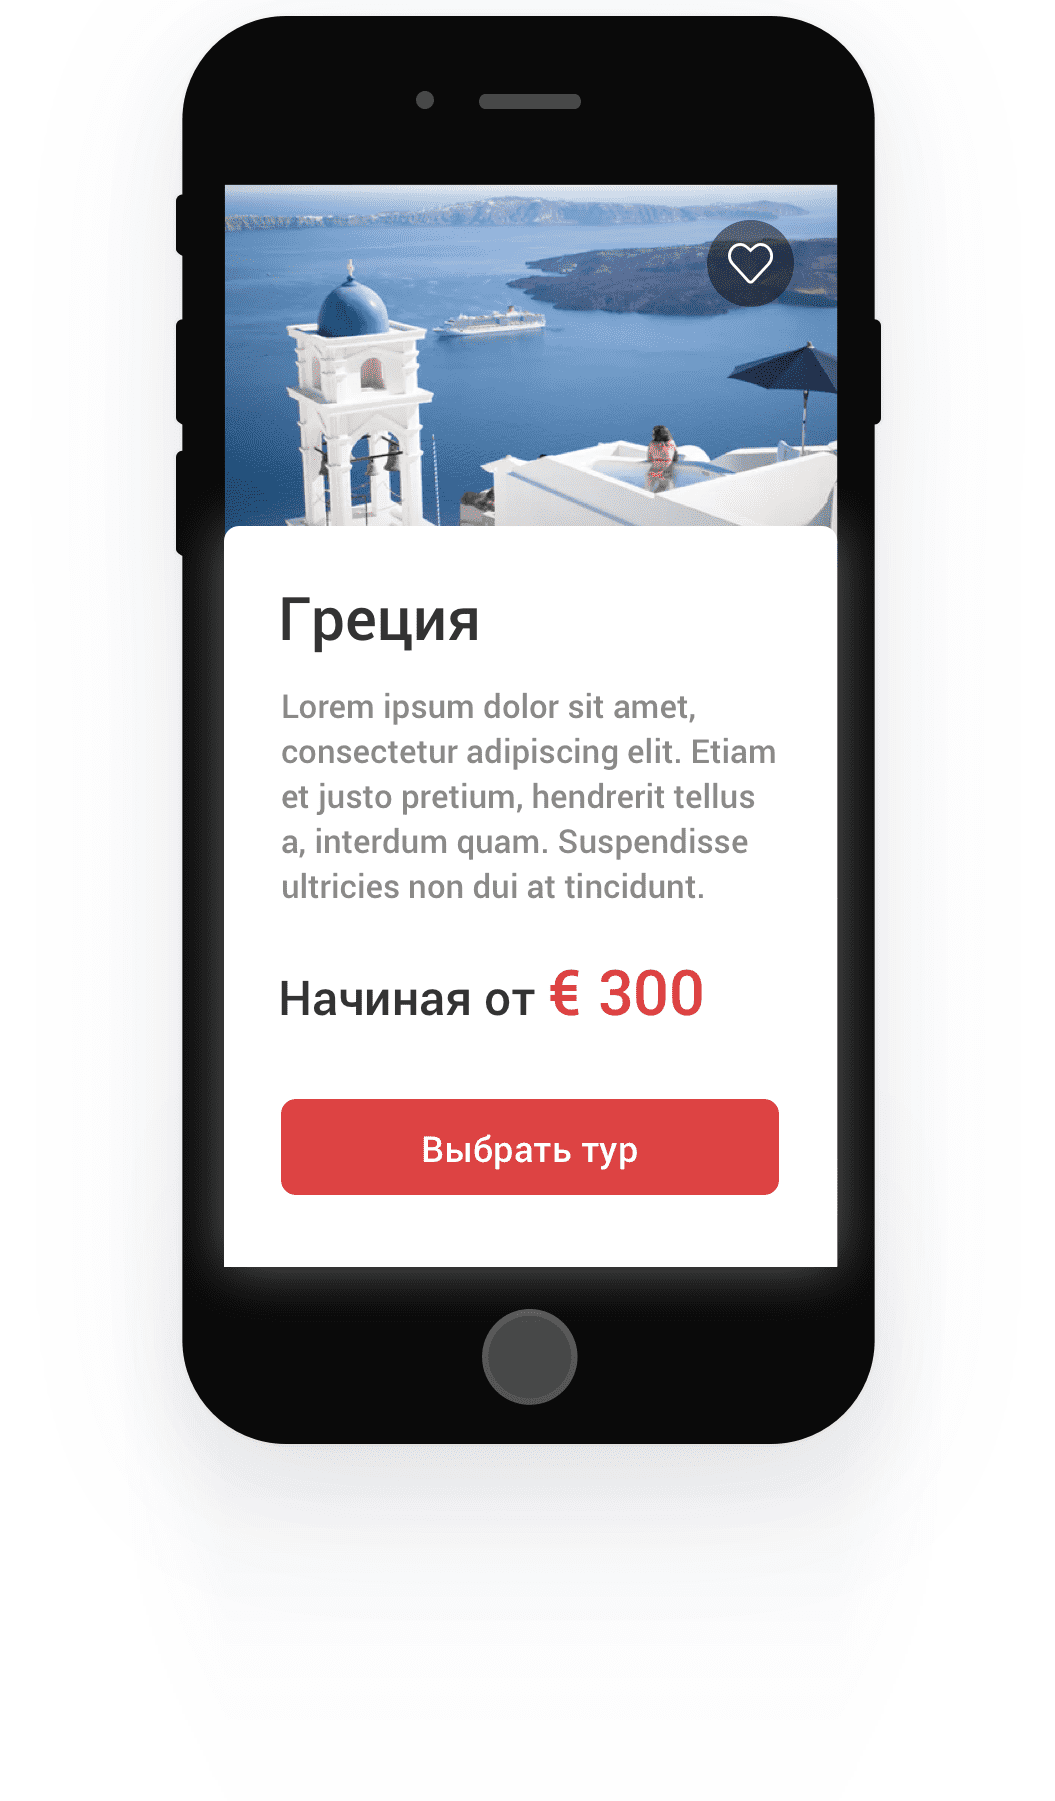 Греция
Lorem ipsum dolor sit amet,
consectetur adipiscing elit. Etiam
et justo pretium, hendrerit tellus
a, interdum quam. Suspendisse
ultricies non dui at tincidunt.
Начиная от € 300
Выбрать тур